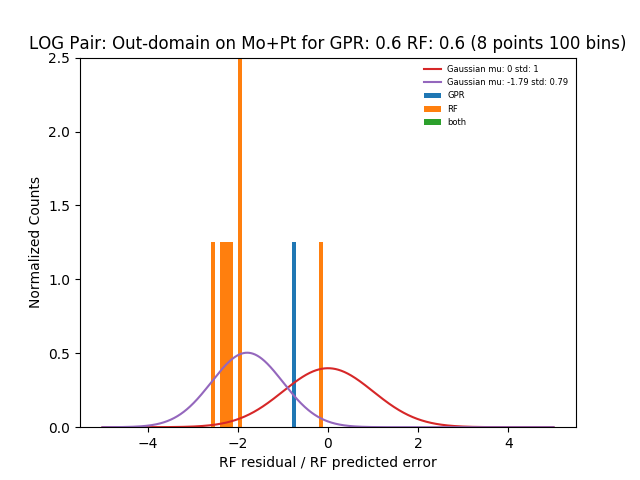 LOG Pair: Out-domain on Mo+Pt for GPR: 0.6 RF: 0.6 (8 points 100 bins)
Gaussian mu: 0 std: 1
Gaussian mu: -1.79 std: 0.79
GPR
RF
both
Normalized Counts
2.5
2.0
1.5
1.0
0.5
0.0
−4
−2
0
2
4
RF residual / RF predicted error